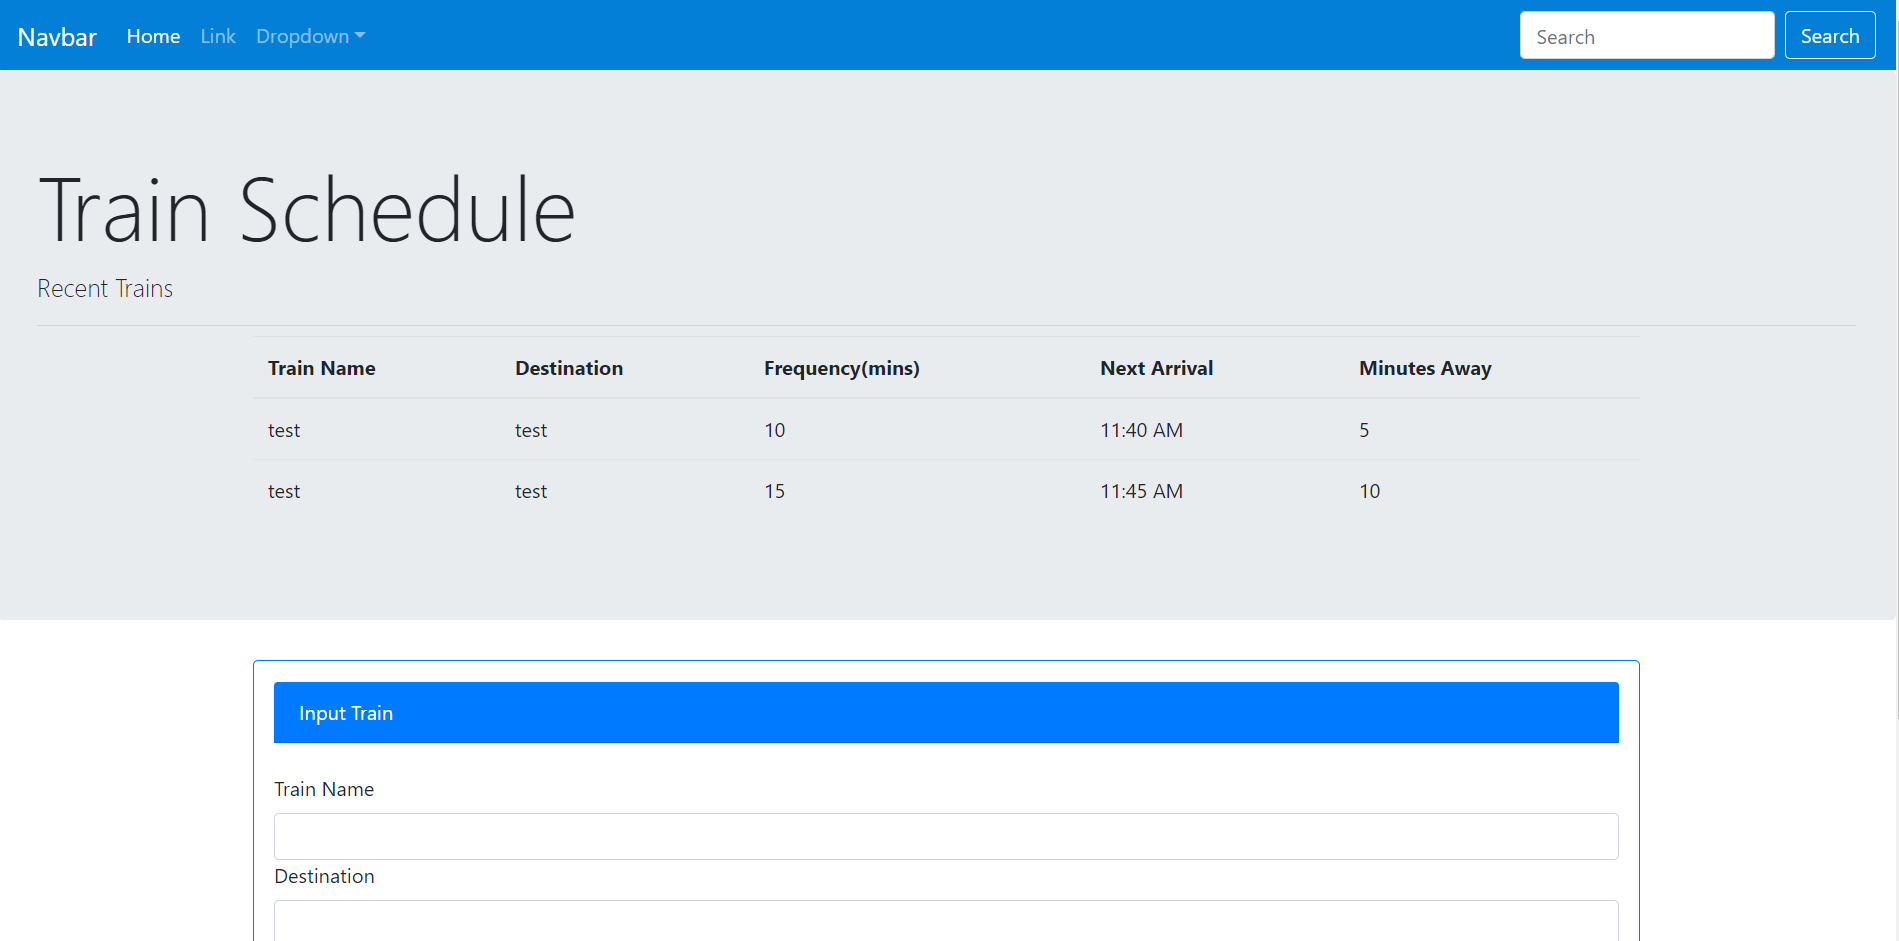 Navbar Home Link Dropdown Search Search
Train Schedule
Recent Trains
Train Name Destination Frequency(mins) Next Arrival Minutes Away
test test 10 11:40 AM 5
test test 15 11:45 AM 10
Input Train
Train Name
Destination